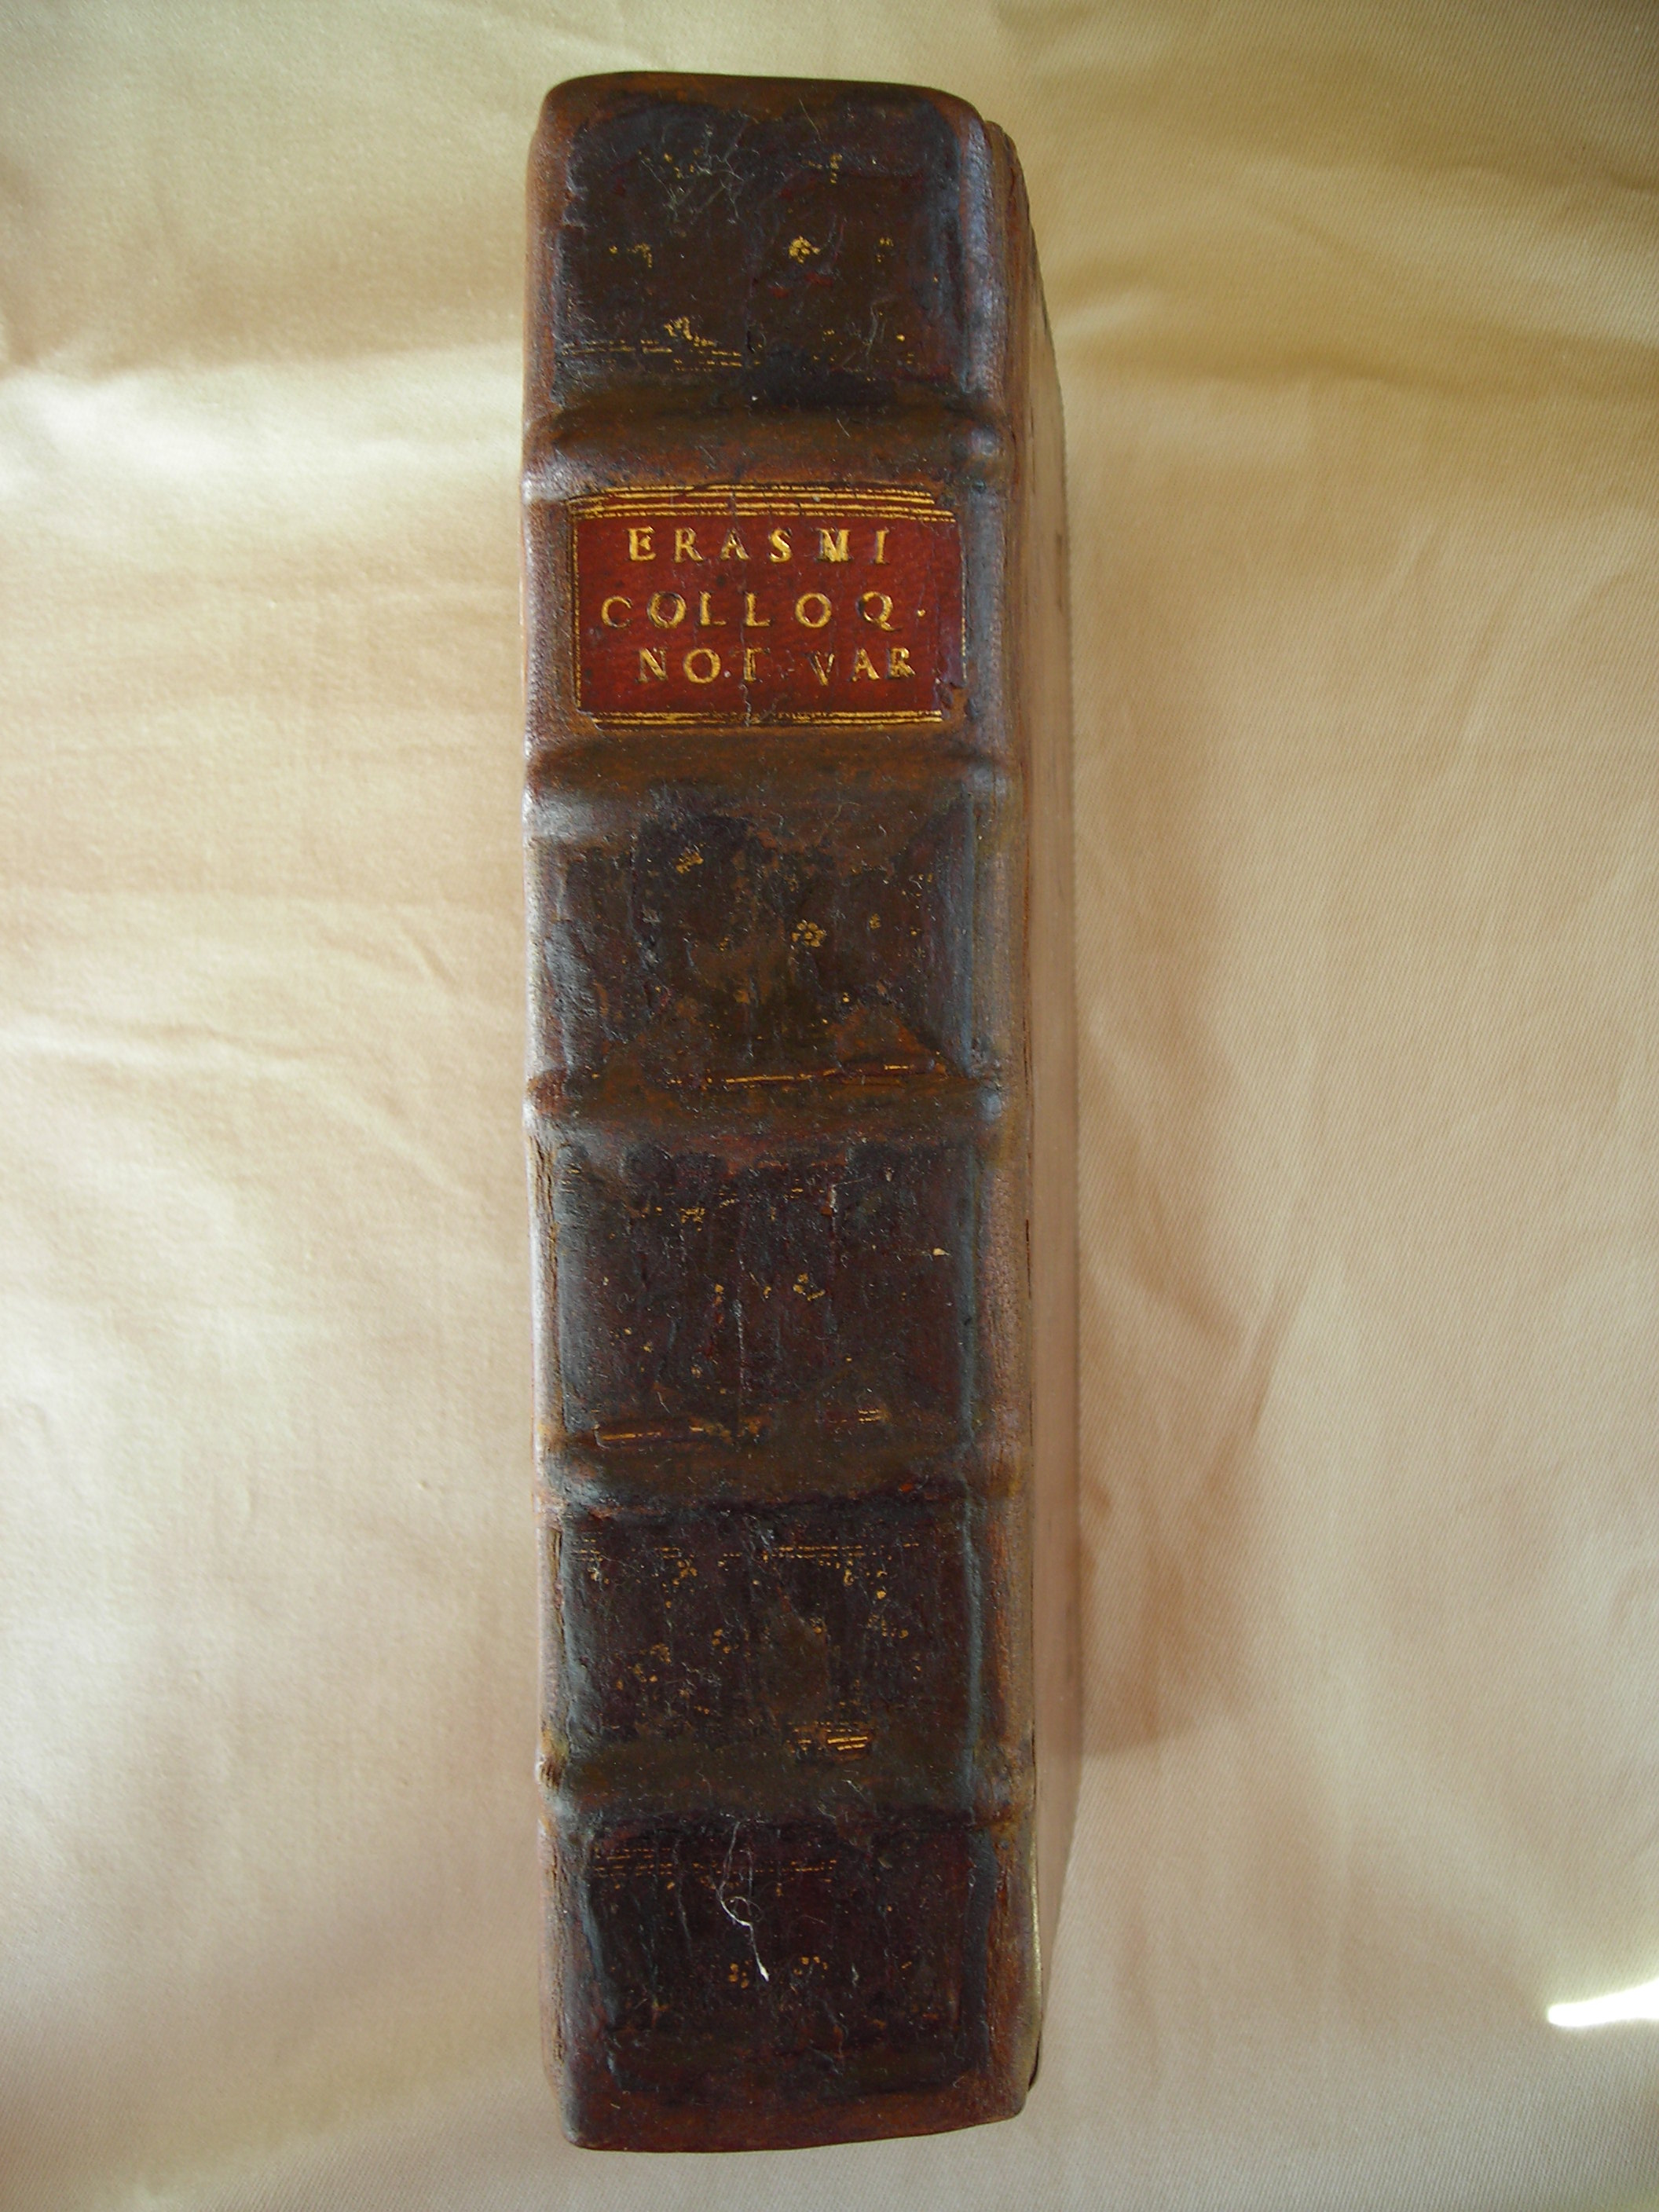 ERASMI
COLLOQ.
NOT VAR